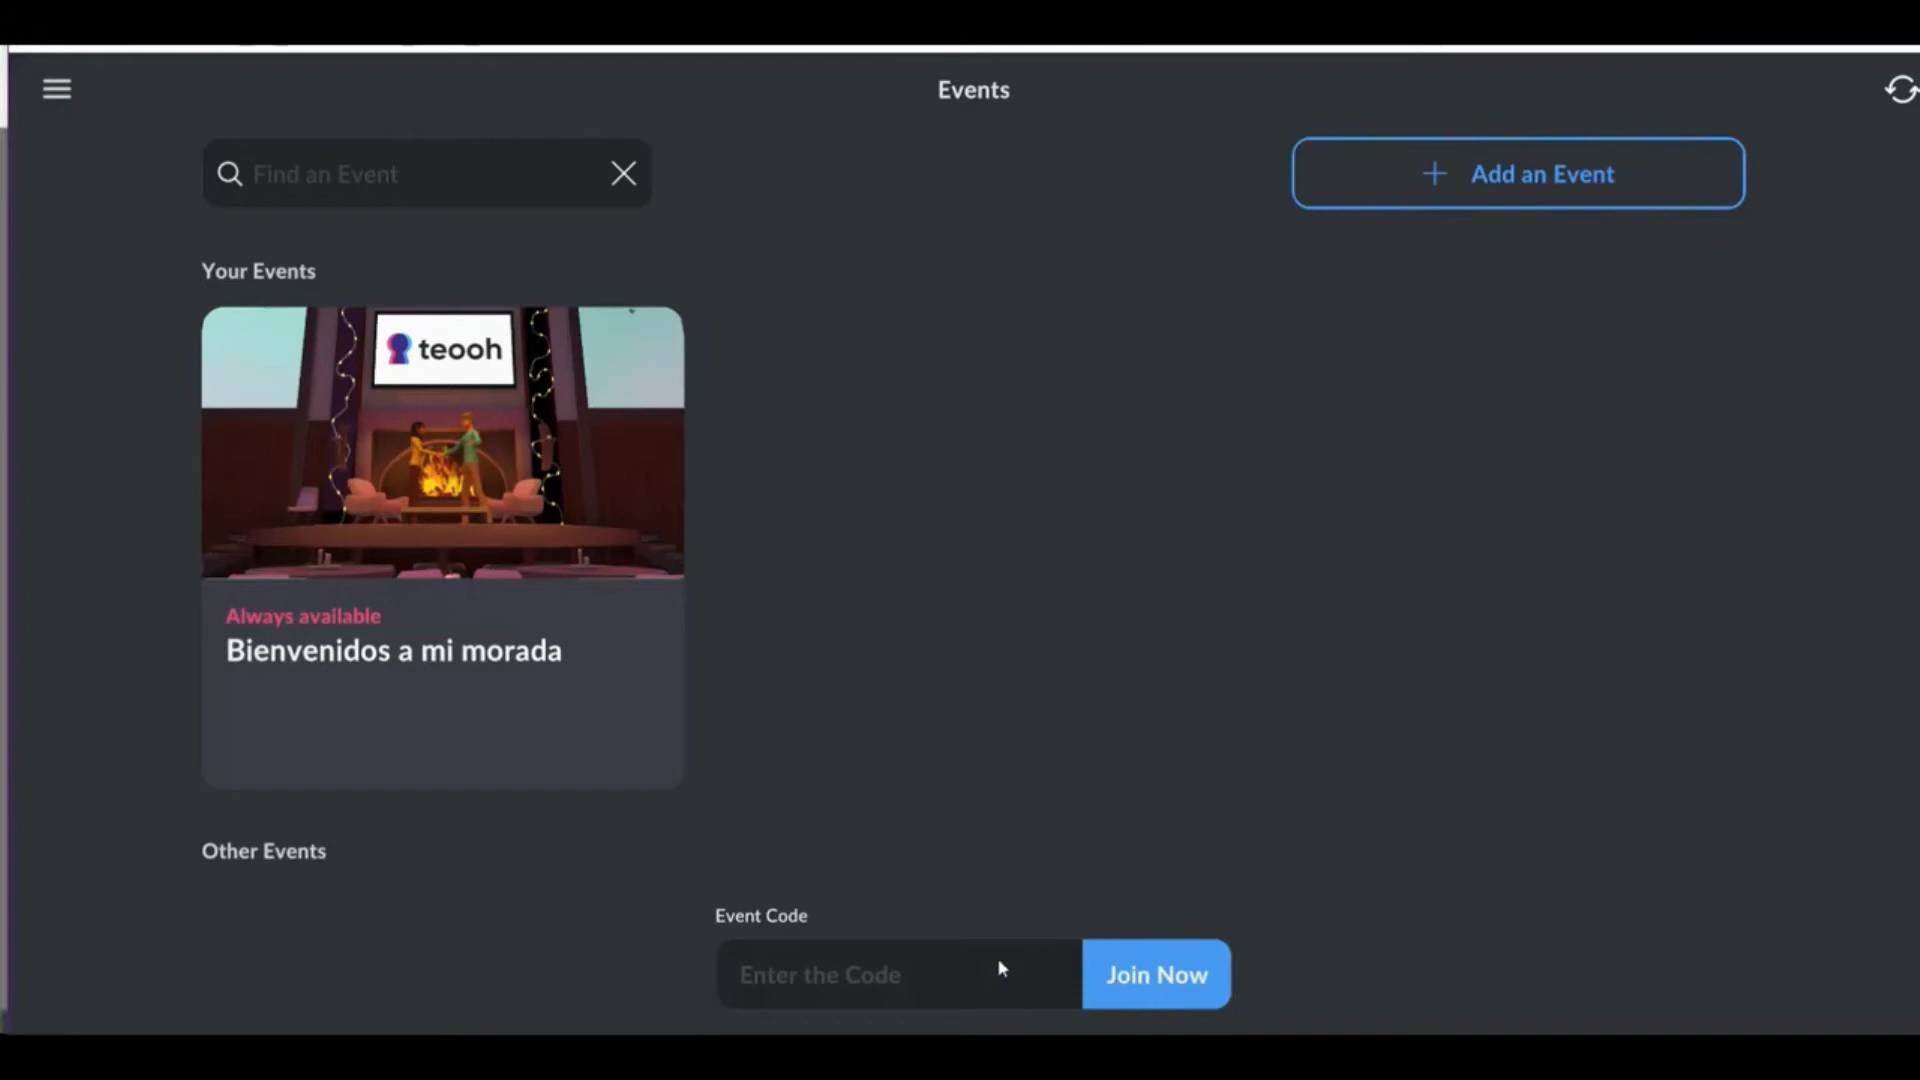 Events
Find an Event
Add an Event
Your Events
teooh
Always available
Bienvenidos a mi morada
Other Events
Event Code
Enter the Code
Join Now